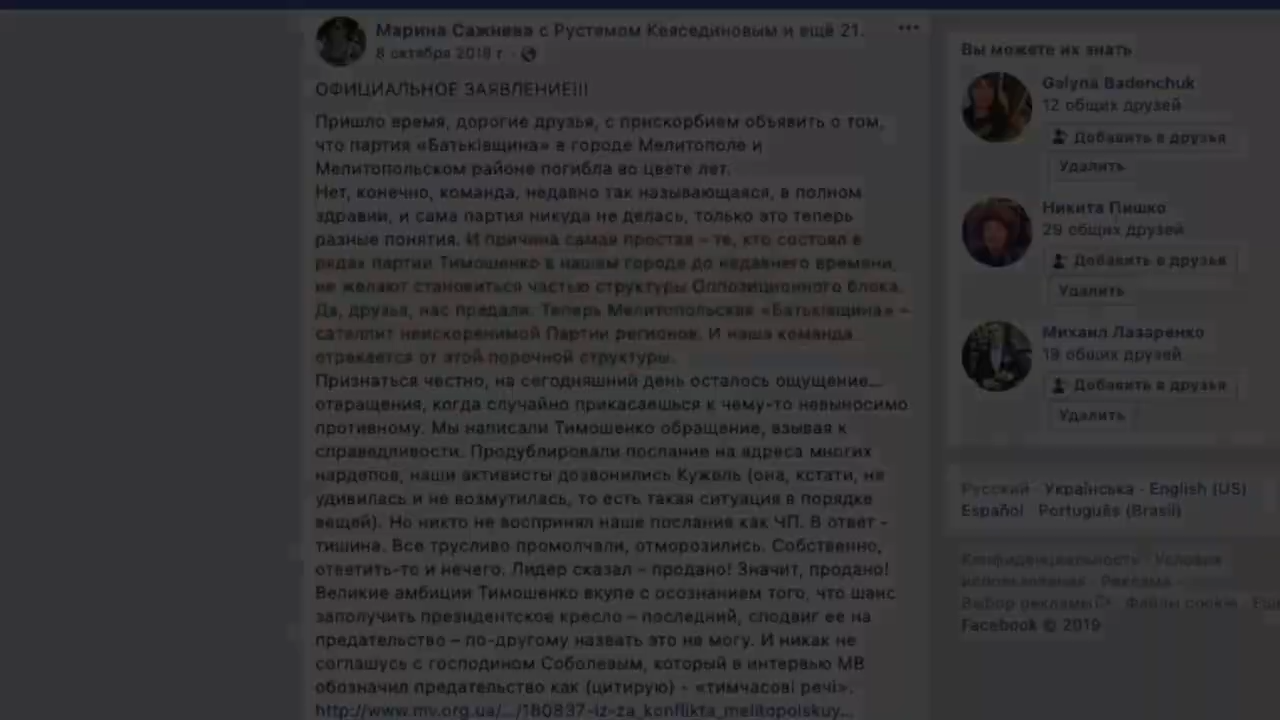 Марина Сажнева с Рустемом Кевсединовым и ещё 21.
8 октября 2018 г. ·
ОФИЦИАЛЬНОЕ ЗАЯВЛЕНИЕ!!!
Пришло время, дорогие друзья, с прискорбием объявить о том,
что партия «Батьківщина» в городе Мелитополе и
Мелитопольском районе погибла во цвете лет.
Нет, конечно, команда, недавно так называющаяся, в полном
здравии, и сама партия никуда не делась, только это теперь
разные понятия. И причина самая простая – те, кто состоял в
рядах партии Тимошенко в нашем городе до недавнего времени,
не желают становиться частью структуры Оппозиционного блока.
Да, друзья, нас предали. Теперь Мелитопольская «Батьківщина» –
сателлит неискоренимой Партии регионов. И наша команда
отрекается от этой порочной структуры.
Признаться честно, на сегодняшний день осталось ощущение...
отвращения, когда случайно прикасаешься к чему-то невыносимо
противному. Мы написали Тимошенко обращение, взывая к
справедливости. Продублировали послание на адреса многих
нардепов, наши активисты дозвонились Кужель (она, кстати, не
удивилась и не возмутилась, то есть такая ситуация в порядке
вещей). Но никто не воспринял наше послание как ЧП. В ответ -
тишина. Все трусливо промолчали, отморозились. Собственно,
ответить-то и нечего. Лидер сказал – продано! Значит, продано!
Великие амбиции Тимошенко вкупе с осознанием того, что шанс
заполучить президентское кресло – последний, сподвиг ее на
предательство – по-другому назвать это не могу. И никак не
соглашусь с господином Соболевым, который в интервью МВ
обозначил предательство как (цитирую) - «тимчасові речі».
http://www.mv.org.ua/.../180837-iz-za_konflikta_melitopolskuy...
Вы можете их знать
Galyna Badenchuk
12 общих друзей
Добавить в друзья
Удалить
Никита Пишко
29 общих друзей
Добавить в друзья
Удалить
Михаил Лазаренко
19 общих друзей
Добавить в друзья
Удалить
Русский · Українська · English (US)
Español · Português (Brasil)
Конфиденциальность · Условия
использования · Реклама ·
Выбор рекламы · Файлы cookie · Ещё
Facebook © 2019